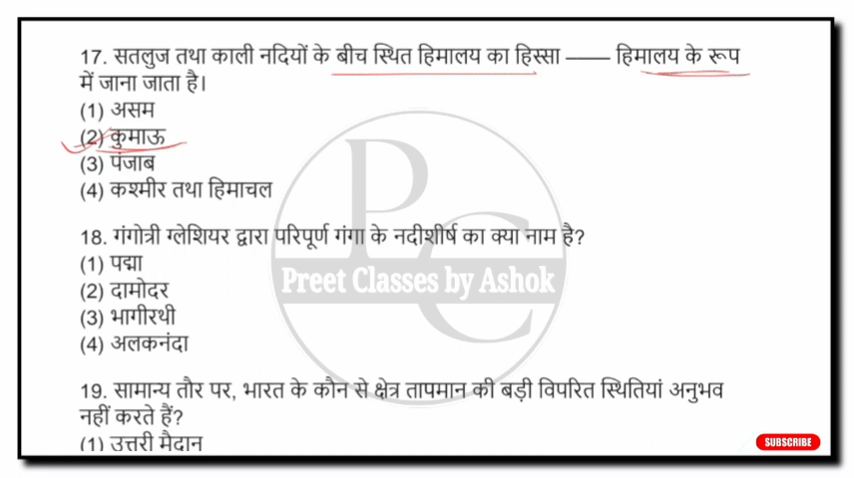 17. सतलुज तथा काली नदियों के बीच स्थित हिमालय का हिस्सा —— हिमालय के रूप
में जाना जाता है।
(1) असम
(2) कुमाऊ
(3) पंजाब
(4) कश्मीर तथा हिमाचल
18. गंगोत्री ग्लेशियर द्वारा परिपूर्ण गंगा के नदीशीर्ष का क्या नाम है?
(1) पद्मा
(2) दामोदर
(3) भागीरथी
(4) अलकनंदा
PC
Preet Classes by Ashok
19. सामान्य तौर पर, भारत के कौन से क्षेत्र तापमान की बड़ी विपरित स्थितियां अनुभव
नहीं करते हैं?
(1) उत्तरी मैदान
SUBSCRIBE